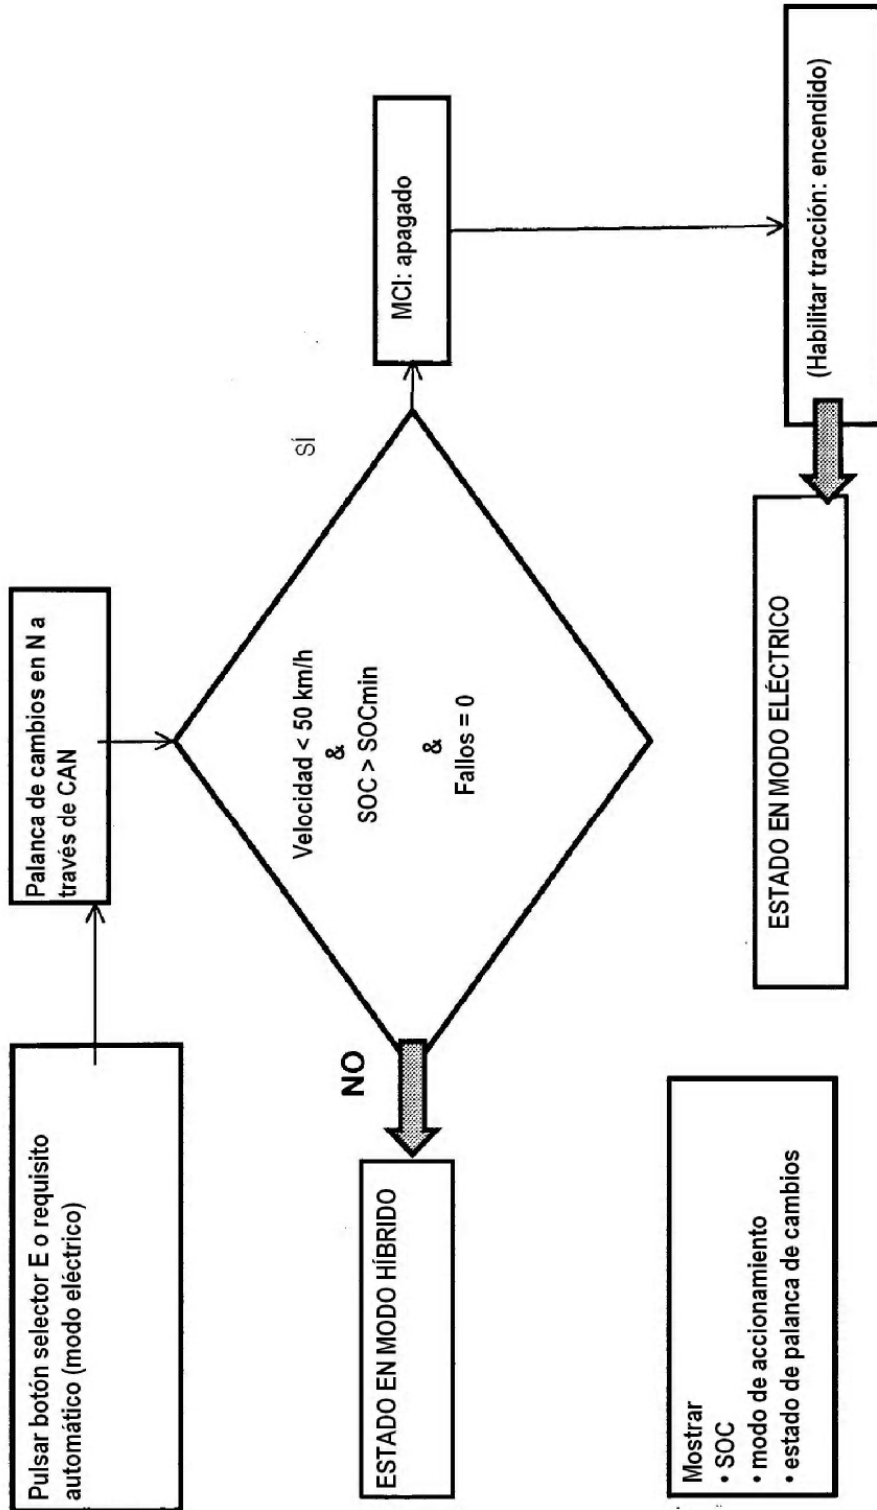 Pulsar botón selector E o requisito
automático (modo eléctrico)
Palanca de cambios en N a
través de CAN
Velocidad < 50 km/h
&
SOC > SOCmin
&
Fallos = 0
SÍ
MCI: apagado
NO
ESTADO EN MODO HÍBRIDO
(Habilitar tracción: encendido)
ESTADO EN MODO ELÉCTRICO
Mostrar
• SOC
• modo de accionamiento
• estado de palanca de cambios